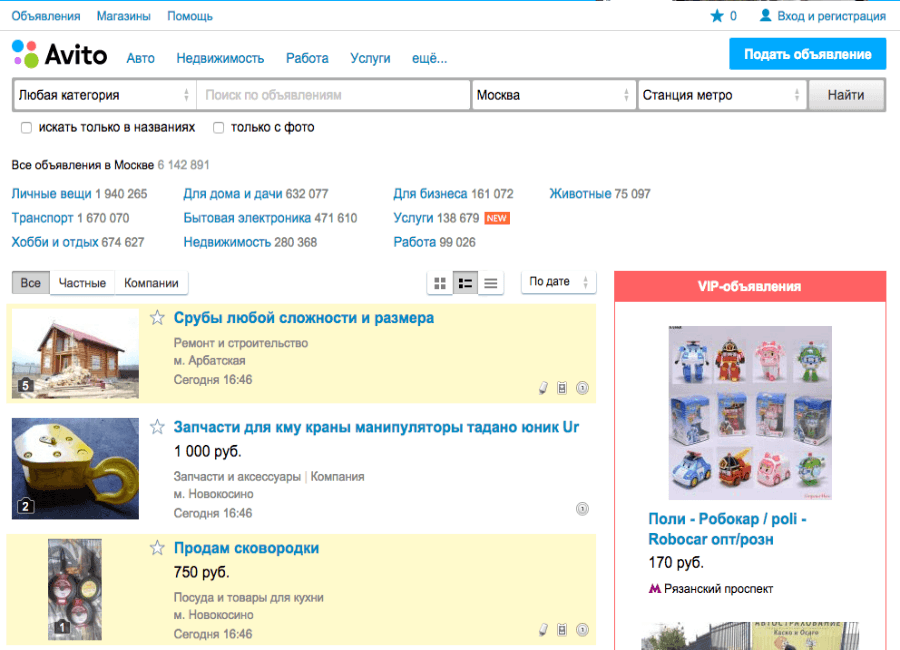 Объявления Магазины Помощь
0 Вход и регистрация
Avito Авто Недвижимость Работа Услуги ещё... Подать объявление
Любая категория Поиск по объявлениям Москва Станция метро Найти
искать только в названиях только с фото
Все объявления в Москве 6 142 891
Личные вещи 1 940 265 Для дома и дачи 632 077 Для бизнеса 161 072 Животные 75 097
Транспорт 1 670 070 Бытовая электроника 471 610 Услуги 138 679 NEW
Хобби и отдых 674 627 Недвижимость 280 368 Работа 99 026
Все Частные Компании По дате
Срубы любой сложности и размера
Ремонт и строительство
м. Арбатская
Сегодня 16:46
5
Запчасти для кму краны манипуляторы тадано юник Ur
1 000 руб.
Запчасти и аксессуары | Компания
м. Новокосино
Сегодня 16:46
2
Продам сковородки
750 руб.
Посуда и товары для кухни
м. Новокосино
Сегодня 16:46
1
VIP-объявления
Поли - Робокар / poli -
Robocar опт/розн
170 руб.
Рязанский проспект
АВТОСТРАХОВАНИЕ
Каско и Осаго